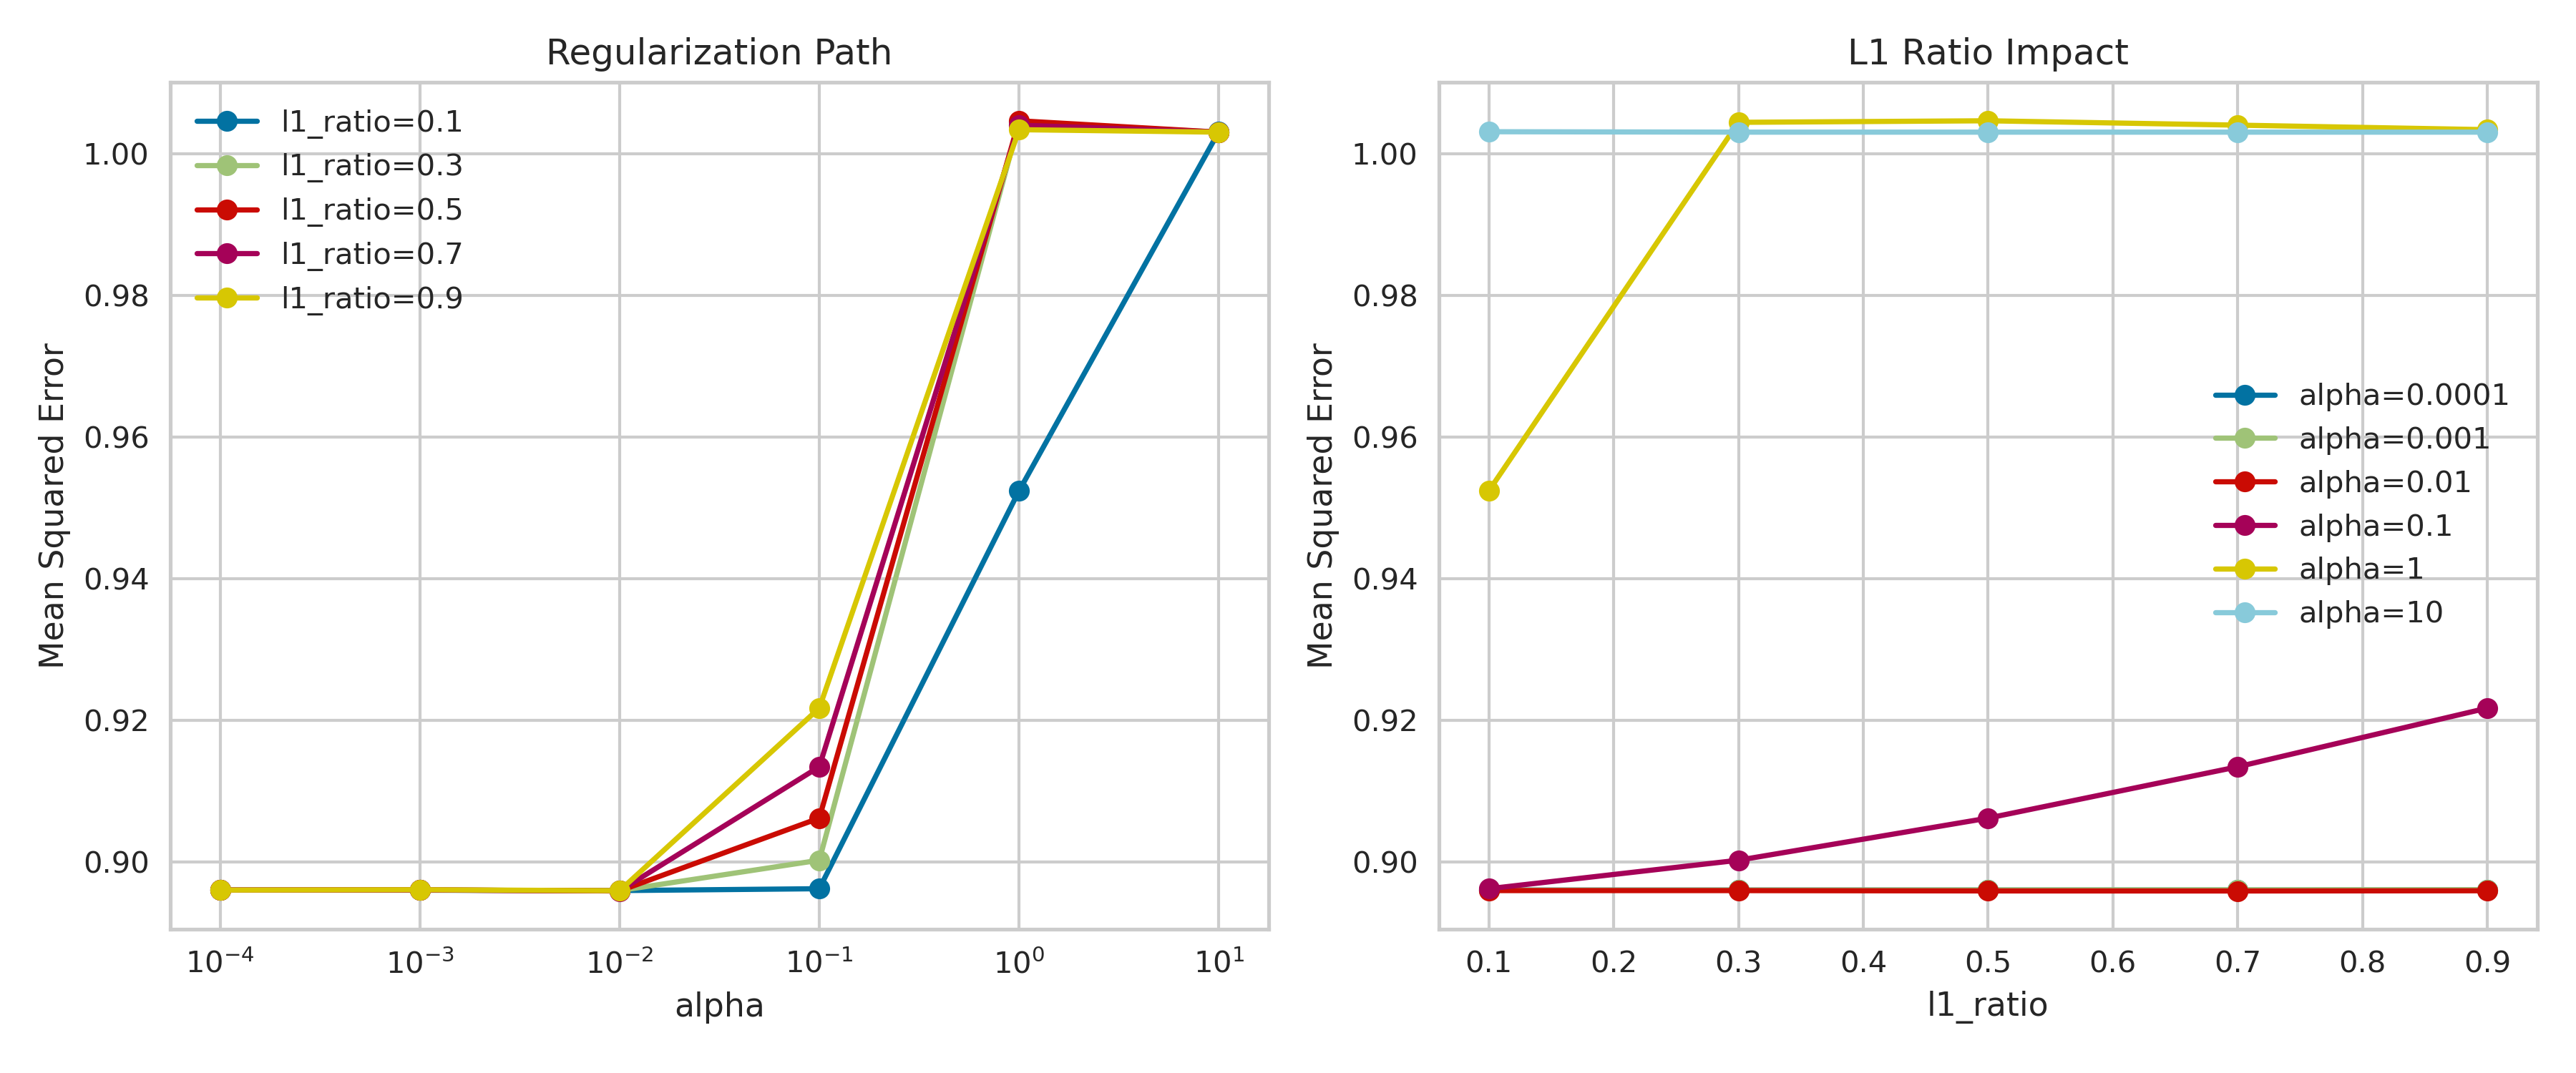 Regularization Path
Mean Squared Error
1.00
0.98
0.96
0.94
0.92
0.90
l1_ratio=0.1
l1_ratio=0.3
l1_ratio=0.5
l1_ratio=0.7
l1_ratio=0.9
10⁻⁴ 10⁻³ 10⁻² 10⁻¹ 10⁰ 10¹
alpha
L1 Ratio Impact
Mean Squared Error
1.00
0.98
0.96
0.94
0.92
0.90
alpha=0.0001
alpha=0.001
alpha=0.01
alpha=0.1
alpha=1
alpha=10
0.1 0.2 0.3 0.4 0.5 0.6 0.7 0.8 0.9
l1_ratio